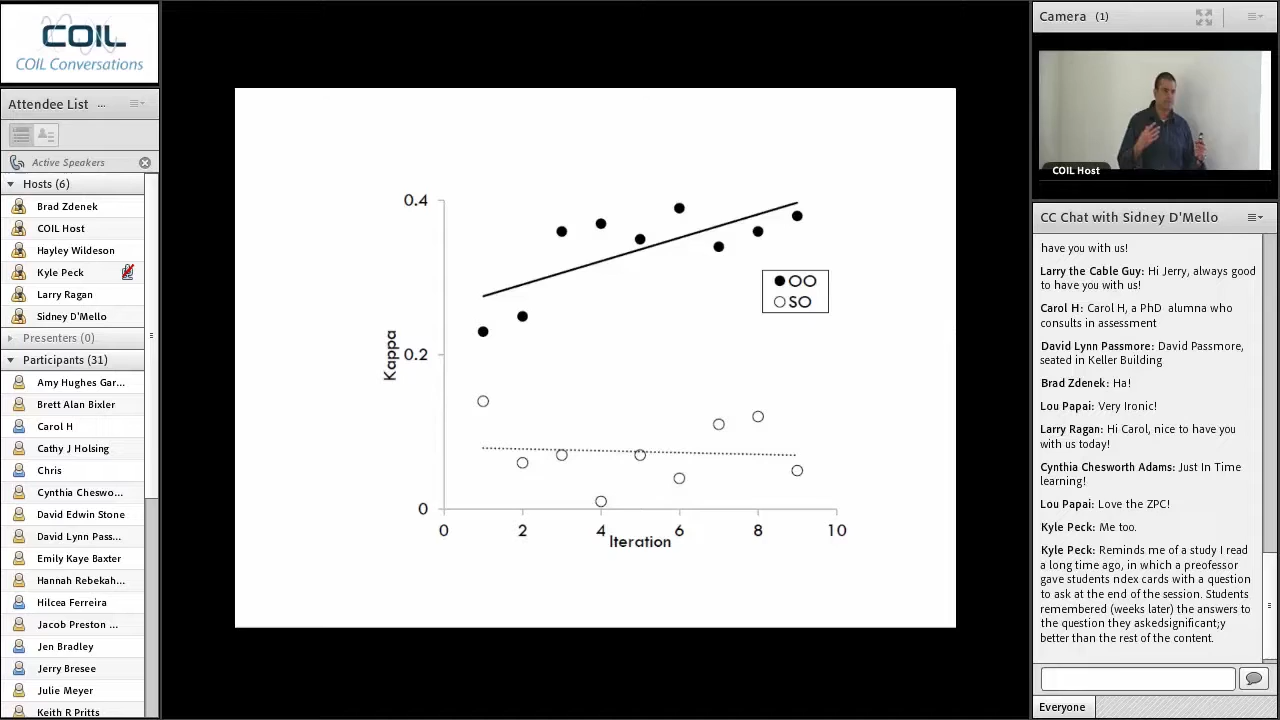 COIL
COIL Conversations
Attendee List ...
Active Speakers
Hosts (6)
Brad Zdenek
COIL Host
Hayley Wildeson
Kyle Peck
Larry Ragan
Sidney D'Mello
Presenters (0)
Participants (31)
Amy Hughes Gar...
Brett Alan Bixler
Carol H
Cathy J Holsing
Chris
Cynthia Cheswo...
David Edwin Stone
David Lynn Pass...
Emily Kaye Baxter
Hannah Rebekah...
Hilcea Ferreira
Jacob Preston ...
Jen Bradley
Jerry Bresee
Julie Meyer
Keith R Pritts
0.4
0.2
0
Kappa
OO
SO
0 2 4 6 8 10
Iteration
Camera (1)
COIL Host
CC Chat with Sidney D'Mello
have you with us!
Larry the Cable Guy: Hi Jerry, always good
to have you with us!
Carol H: Carol H, a PhD alumna who
consults in assessment
David Lynn Passmore: David Passmore,
seated in Keller Building
Brad Zdenek: Ha!
Lou Papai: Very Ironic!
Larry Ragan: Hi Carol, nice to have you
with us today!
Cynthia Chesworth Adams: Just In Time
learning!
Lou Papai: Love the ZPC!
Kyle Peck: Me too.
Kyle Peck: Reminds me of a study I read
a long time ago, in which a preofessor
gave students ndex cards with a question
to ask at the end of the session. Students
remembered (weeks later) the answers to
the question they askedsignificant;y
better than the rest of the content.
Everyone